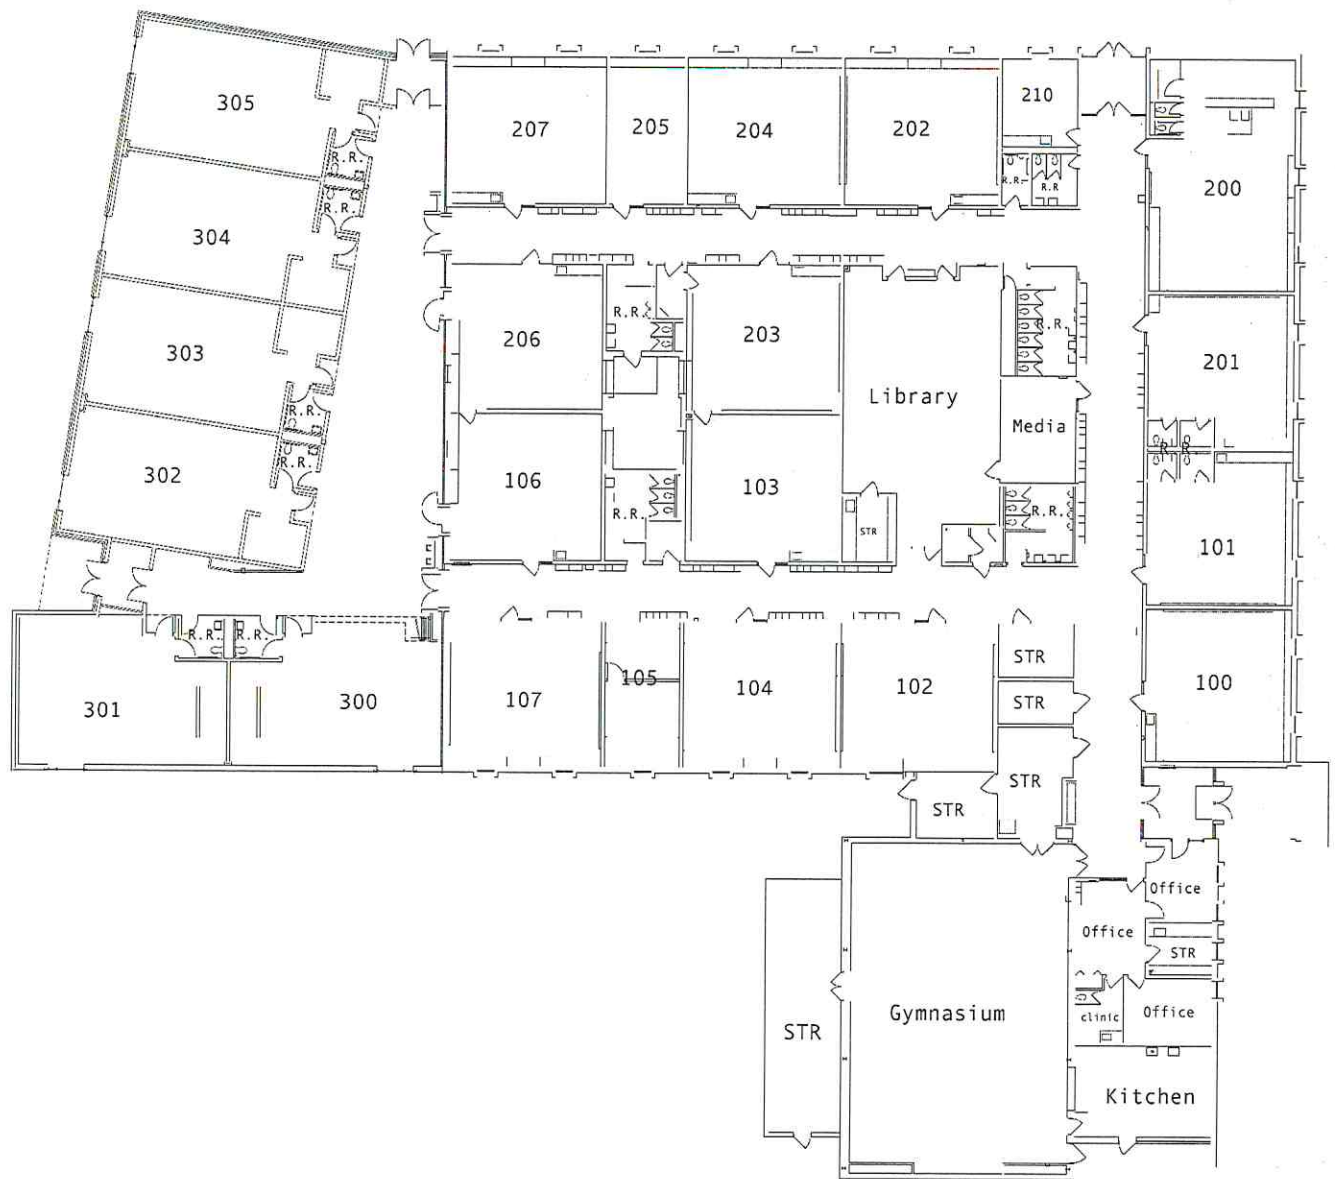 305
207
205
204
202
210
R.R.
R.R.
R.R
200
R.R.
304
206
R.R.
203
R.R.
201
303
Library
Media
R.R.
R.R.
R R
302
106
R.R.
103
R.R.
STR
101
R.R.
R.R.
301
300
107
105
104
102
STR
STR
STR
STR
100
Office
Office
STR
Gymnasium
clinic
Office
STR
Kitchen